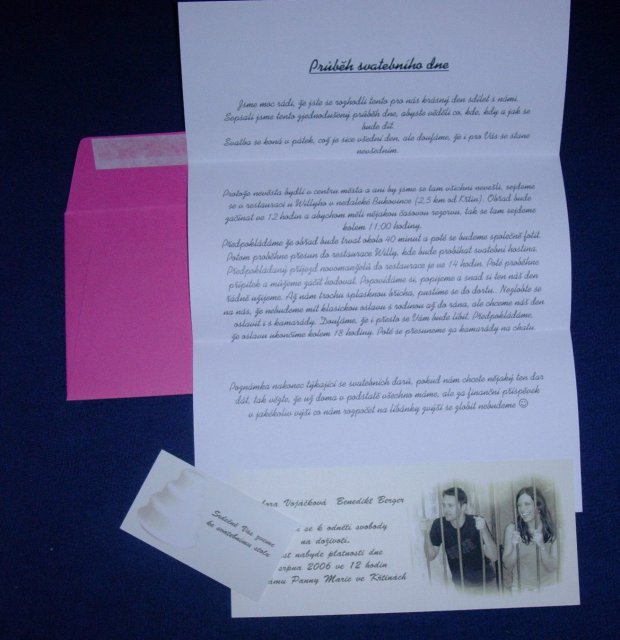 Průběh svatebního dne
Jsme moc rádi, že jste se rozhodli tento pro nás krásný den sdílet s námi.
Sepsali jsme tento zjednodušený průběh dne, abyste věděli co, kde, kdy a jak se
bude dít.
Svatba se koná v pátek, což je sice všední den, ale doufáme, že i pro Vás se stane
nevšedním.
Protože nevěsta bydlí v centru města a ani by jsme se tam všichni nevešli, sejdeme
se v restauraci u Willyho v nedaleké Bukovince (2,5 km od Křtin). Obřad bude
začínat ve 12 hodin a abychom měli nějakou časovou rezervu, tak se tam sejdeme
kolem 11:00 hodiny.
Předpokládáme že obřad bude trvat okolo 40 minut a poté se budeme společně fotit.
Potom proběhne přesun do restaurace Willy, kde bude probíhat svatební hostina.
Předpokládaný příjezd novomanželů do restaurace je ve 14 hodin. Poté proběhne
přípitek a můžeme začít hodovat. Popovídáme si, popijeme a snad si ten náš den
řádně užijeme. Až nám trochu splasknou břicha, pustíme se do dortu.. Nezlobte se
na nás, že nebudeme mít klasickou oslavu s rodinou až do rána, ale chceme náš den
oslavit i s kamarády. Doufáme, že i přesto se Vám bude líbit. Předpokládáme,
že oslavu ukončíme kolem 18 hodiny. Poté se přesuneme za kamarády na chatu.
Poznámka nakonec týkající se svatebních darů, pokud nám chcete nějaký ten dar
dát, tak vězte, že už doma v podstatě všechno máme, ale za finanční příspěvek
v jakékoliv výši co nám rozpočet na líbánky zvýší se zlobit nebudeme ☺
Srdečně Vás zveme
ke svatebnímu stolu
Vojáčková Benedikt Berger
se k odnětí svobody
na doživotí.
nabyde platnosti dne
srpna 2006 ve 12 hodin
Panny Marie ve Křtinách